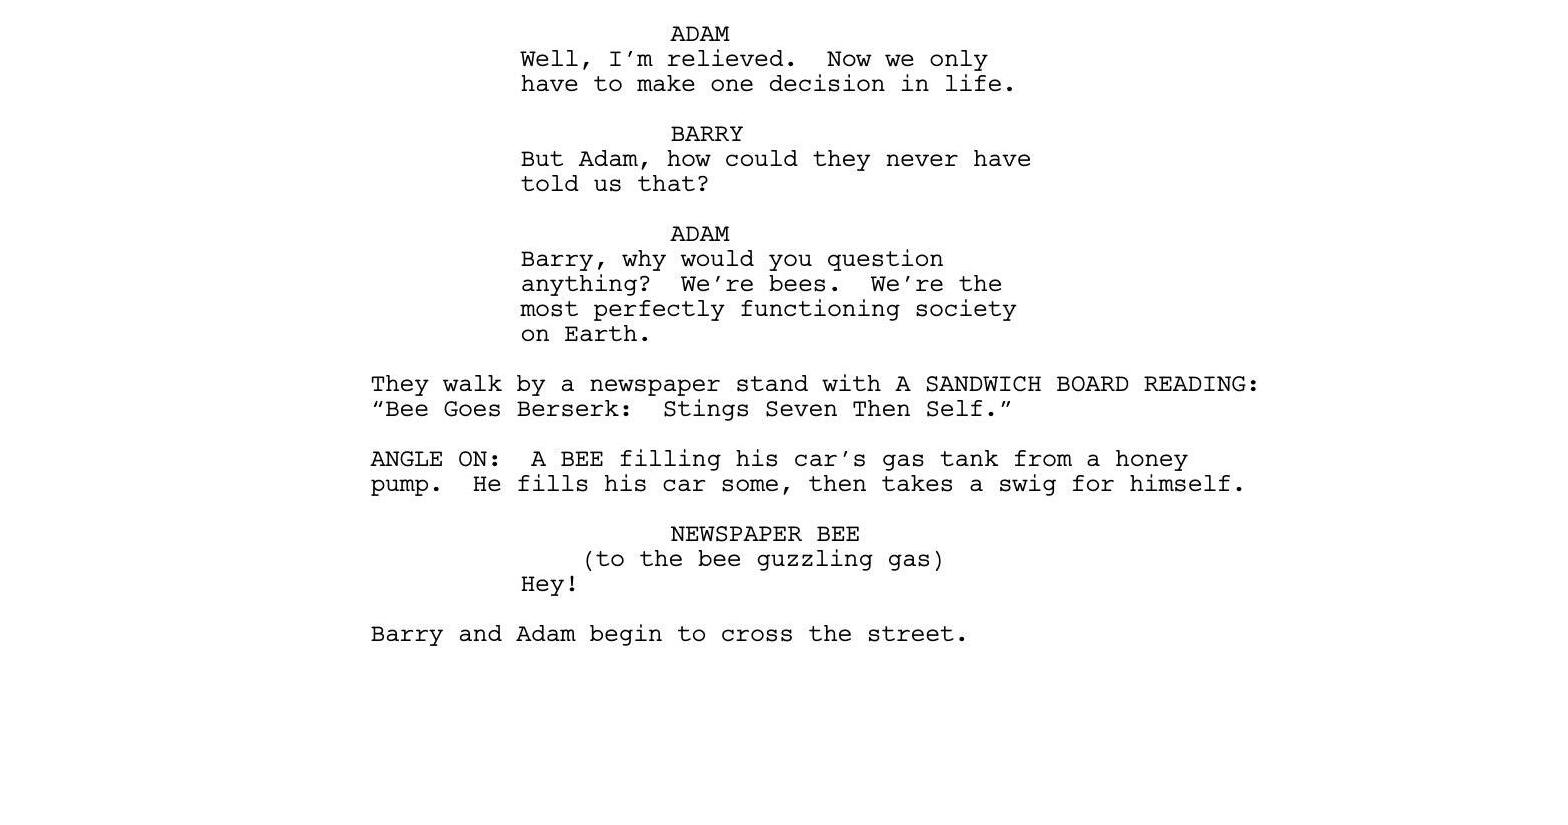 ADAM
Well, I’m relieved.  Now we only
have to make one decision in life.
BARRY
But Adam, how could they never have
told us that?
ADAM
Barry, why would you question
anything?  We’re bees.  We’re the
most perfectly functioning society
on Earth.
They walk by a newspaper stand with A SANDWICH BOARD READING:
“Bee Goes Berserk:  Stings Seven Then Self.”
ANGLE ON:  A BEE filling his car’s gas tank from a honey
pump.  He fills his car some, then takes a swig for himself.
NEWSPAPER BEE
(to the bee guzzling gas)
Hey!
Barry and Adam begin to cross the street.